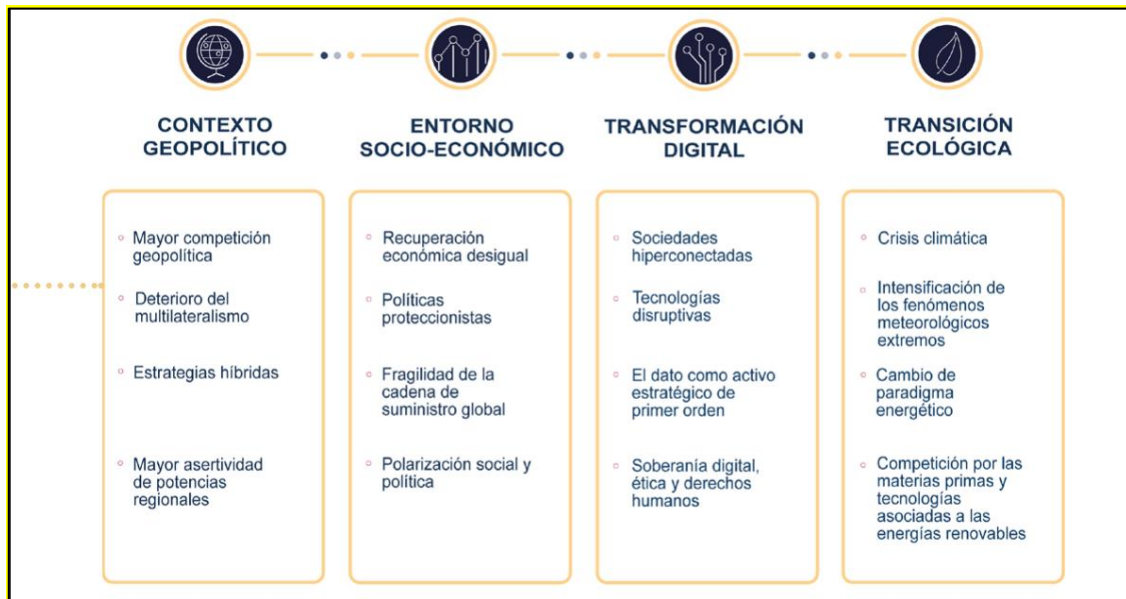 CONTEXTO
GEOPOLÍTICO
Mayor competición
geopolítica
Deterioro del
multilateralismo
Estrategias híbridas
Mayor asertividad
de potencias
regionales
ENTORNO
SOCIO-ECONÓMICO
Recuperación
económica desigual
Políticas
proteccionistas
Fragilidad de la
cadena de
suministro global
Polarización social y
política
TRANSFORMACIÓN
DIGITAL
Sociedades
hiperconectadas
Tecnologías
disruptivas
El dato como activo
estratégico de
primer orden
Soberanía digital,
ética y derechos
humanos
TRANSICIÓN
ECOLÓGICA
Crisis climática
Intensificación de
los fenómenos
meteorológicos
extremos
Cambio de
paradigma
energético
Competición por las
materias primas y
tecnologías
asociadas a las
energías renovables